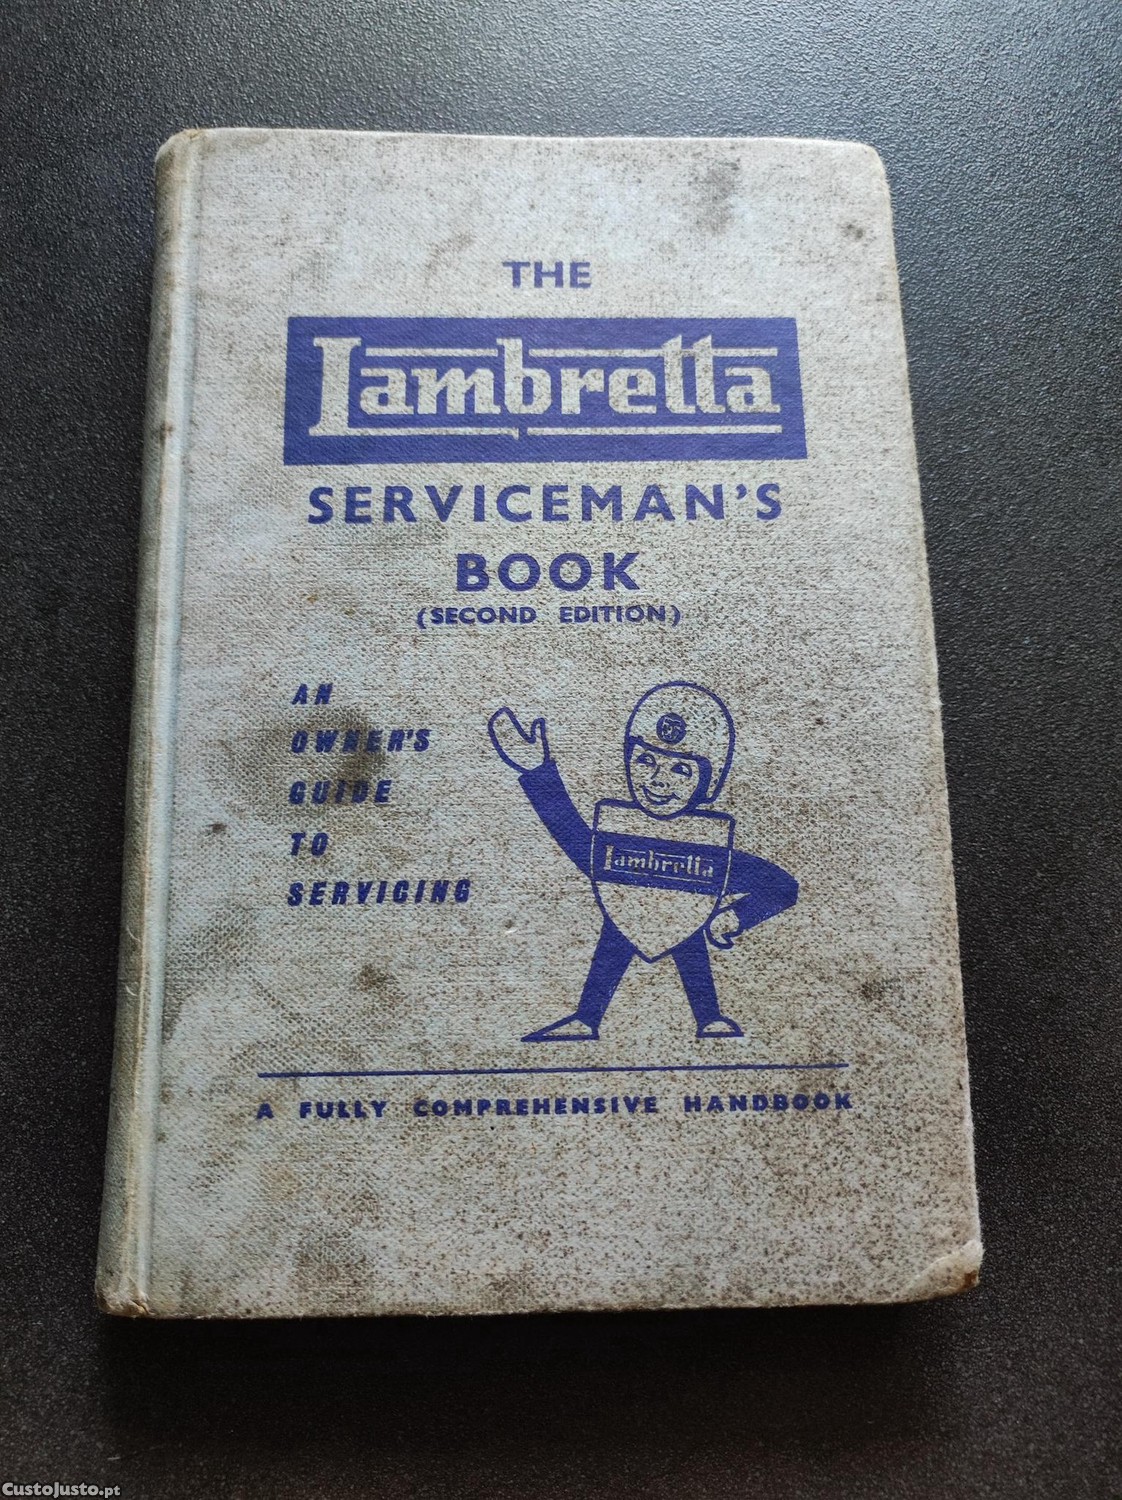 THE
Lambretta
SERVICEMAN'S
BOOK
(SECOND EDITION)
AN
OWNER'S
GUIDE
TO
SERVICING
Lambretta
A FULLY COMPREHENSIVE HANDBOOK
CustoJusto.pt